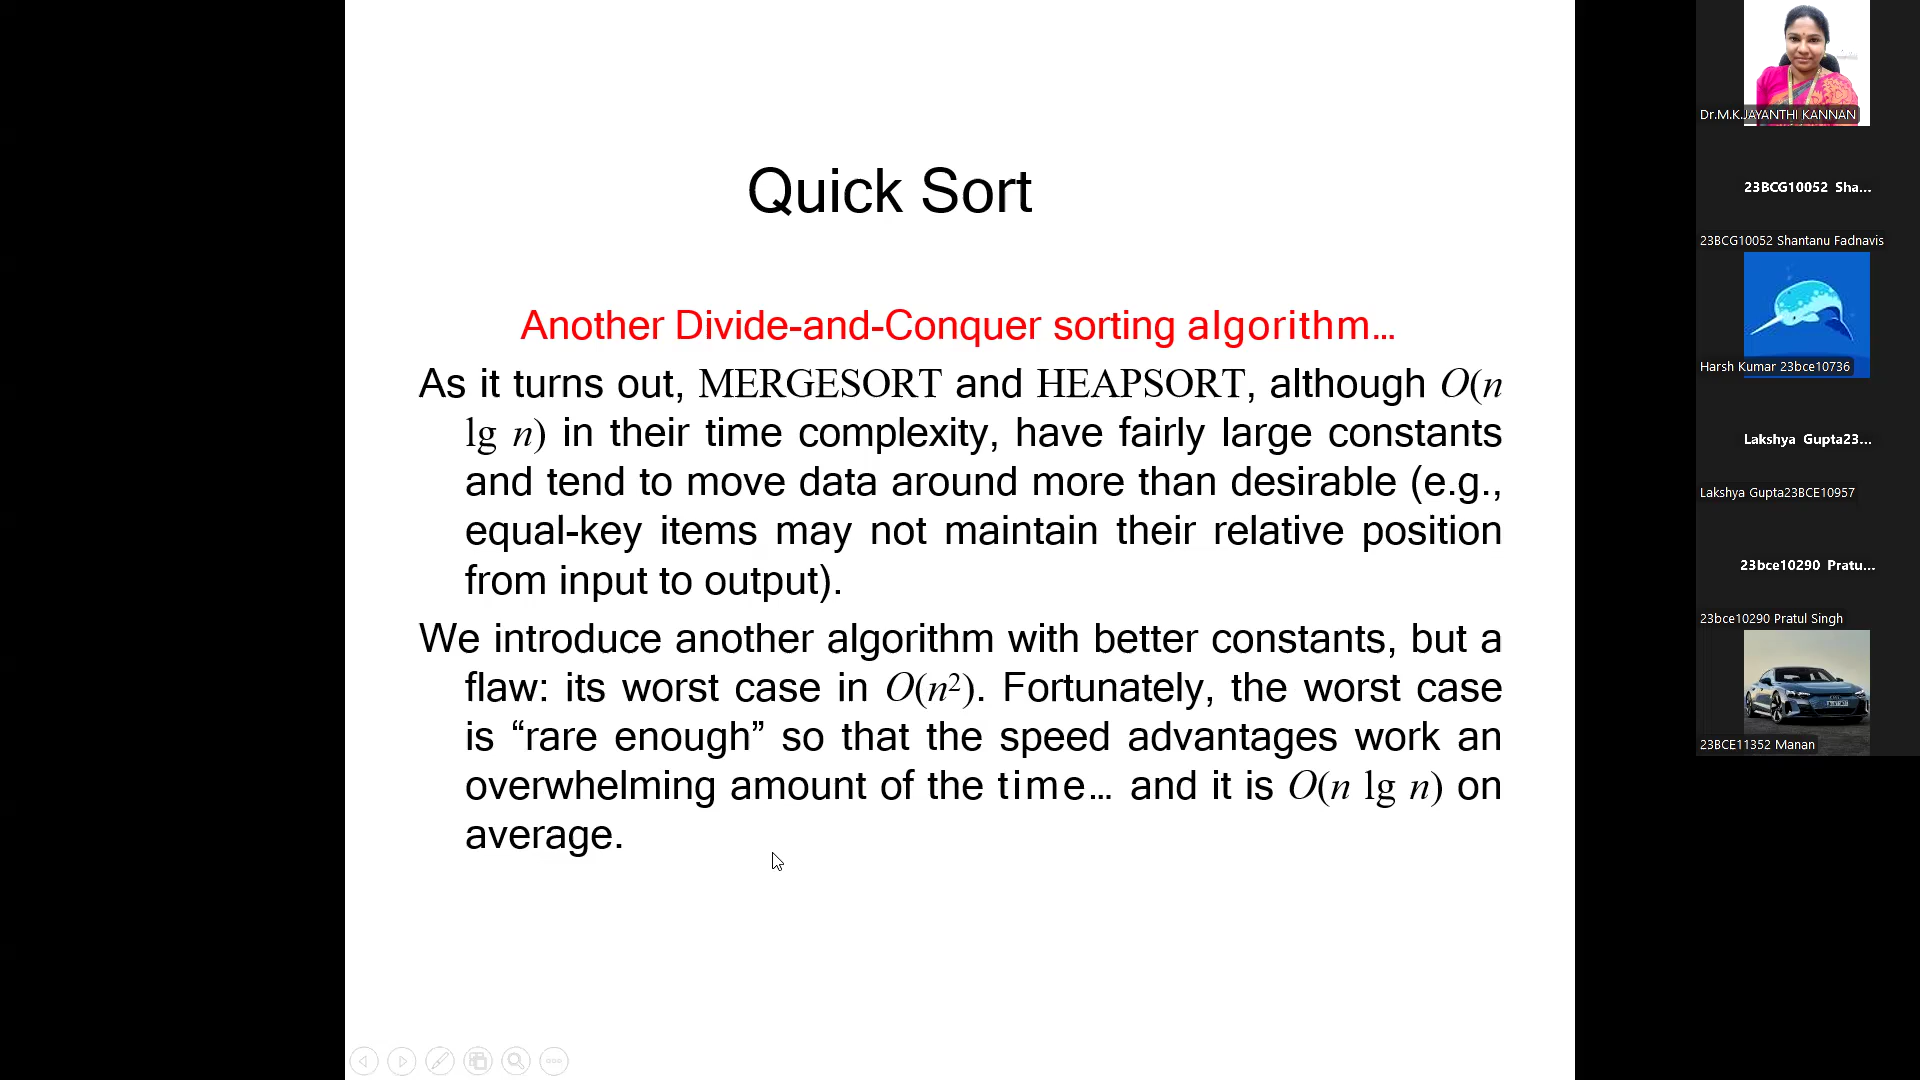 Quick Sort
Another Divide-and-Conquer sorting algorithm…
As it turns out, MERGESORT and HEAPSORT, although O(n
lg n) in their time complexity, have fairly large constants
and tend to move data around more than desirable (e.g.,
equal-key items may not maintain their relative position
from input to output).
We introduce another algorithm with better constants, but a
flaw: its worst case in O(n²). Fortunately, the worst case
is “rare enough” so that the speed advantages work an
overwhelming amount of the time… and it is O(n lg n) on
average.
Dr.M.K.JAYANTHI KANNAN
23BCG10052 Sha...
23BCG10052 Shantanu Fadnavis
Harsh Kumar 23bce10736
Lakshya Gupta23...
Lakshya Gupta23BCE10957
23bce10290 Pratu...
23bce10290 Pratul Singh
23BCE11352 Manan